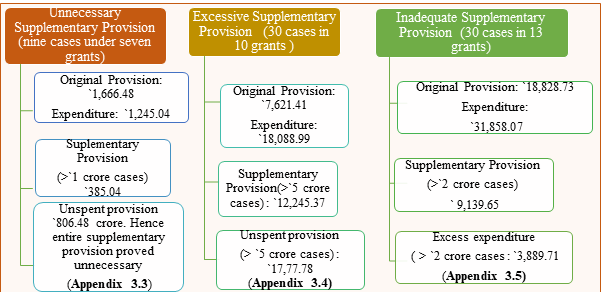 Unnecessary
Supplementary Provision
(nine cases under seven
grants)
Original Provision:
`1,666.48
Expenditure: `1,245.04
Suplementary
Provision
(>`1 crore cases)
`385.04
Unspent provision
`806.48 crore. Hence
entire supplementary
provision proved
unnecessary
(Appendix 3.3)
Excessive Supplementary
Provision (30 cases in
10 grants )
Original Provision:
`7,621.41
Expenditure:
`18,088.99
Supplementary
Provision(>`5 crore
cases) : `12,245.37
Unspent provision
(> `5 crore cases) :
`17,77.78
(Appendix 3.4)
Inadequate Supplementary
Provision (30 cases in 13
grants)
Original Provision: `18,828.73
Expenditure:
`31,858.07
Supplementary Provision
(>`2 crore cases)
` 9,139.65
Excess expenditure
( > `2 crore cases : `3,889.71
(Appendix 3.5)